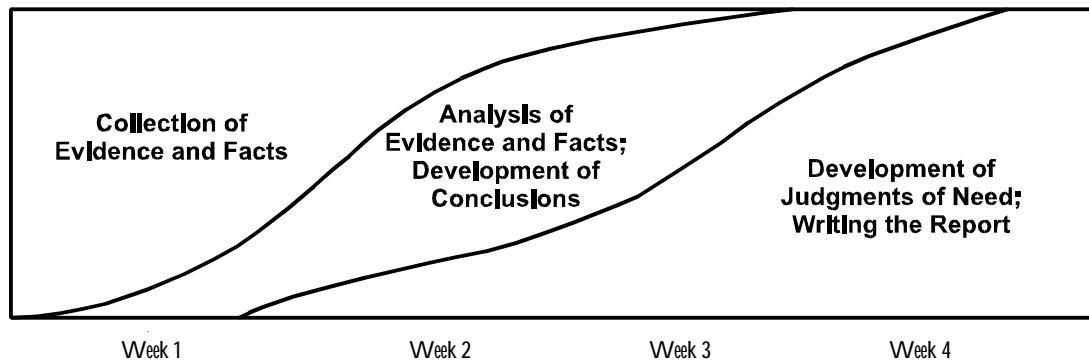 Collection of
Evidence and Facts
Analysis of
Evidence and Facts;
Development of
Conclusions
Development of
Judgments of Need;
Writing the Report
Week 1
Week 2
Week 3
Week 4